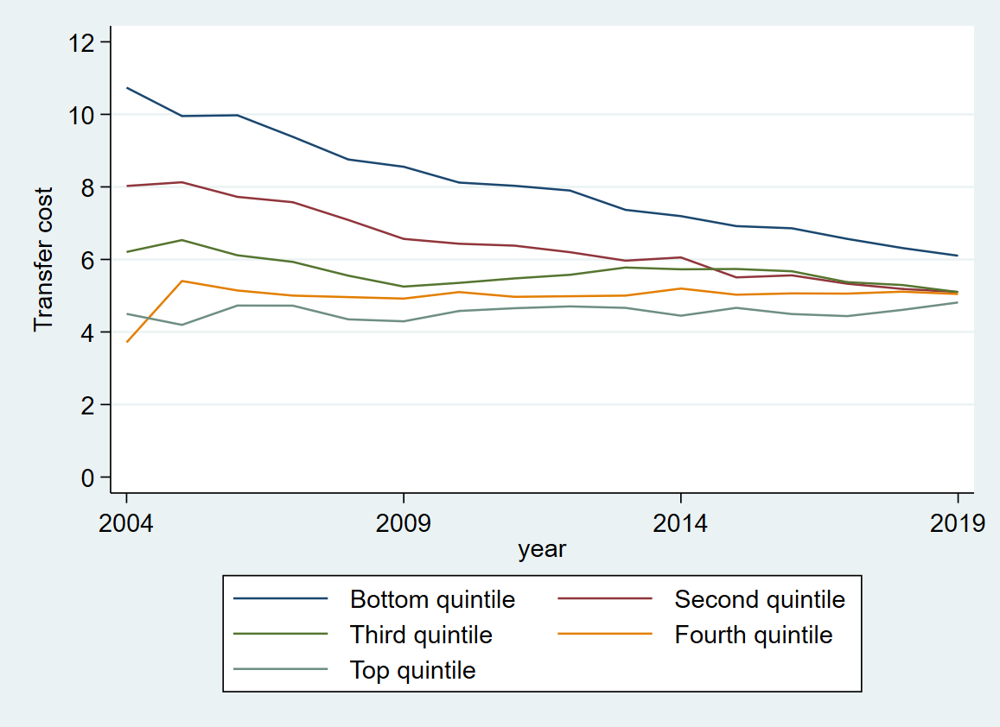 12
10
8
6
4
2
0
Transfer cost
2004 2009 2014 2019
year
Bottom quintile Second quintile
Third quintile Fourth quintile
Top quintile